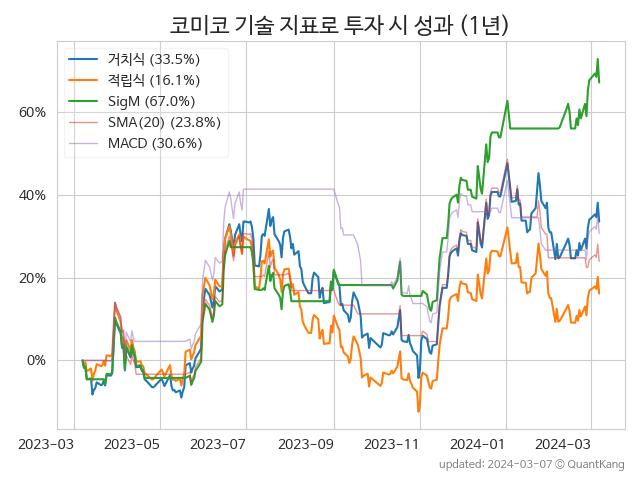 코미코 기술 지표로 투자 시 성과 (1년)
거치식 (33.5%)
적립식 (16.1%)
SigM (67.0%)
SMA(20) (23.8%)
MACD (30.6%)
60%
40%
20%
0%
2023-03 2023-05 2023-07 2023-09 2023-11 2024-01 2024-03
updated: 2024-03-07 © QuantKang